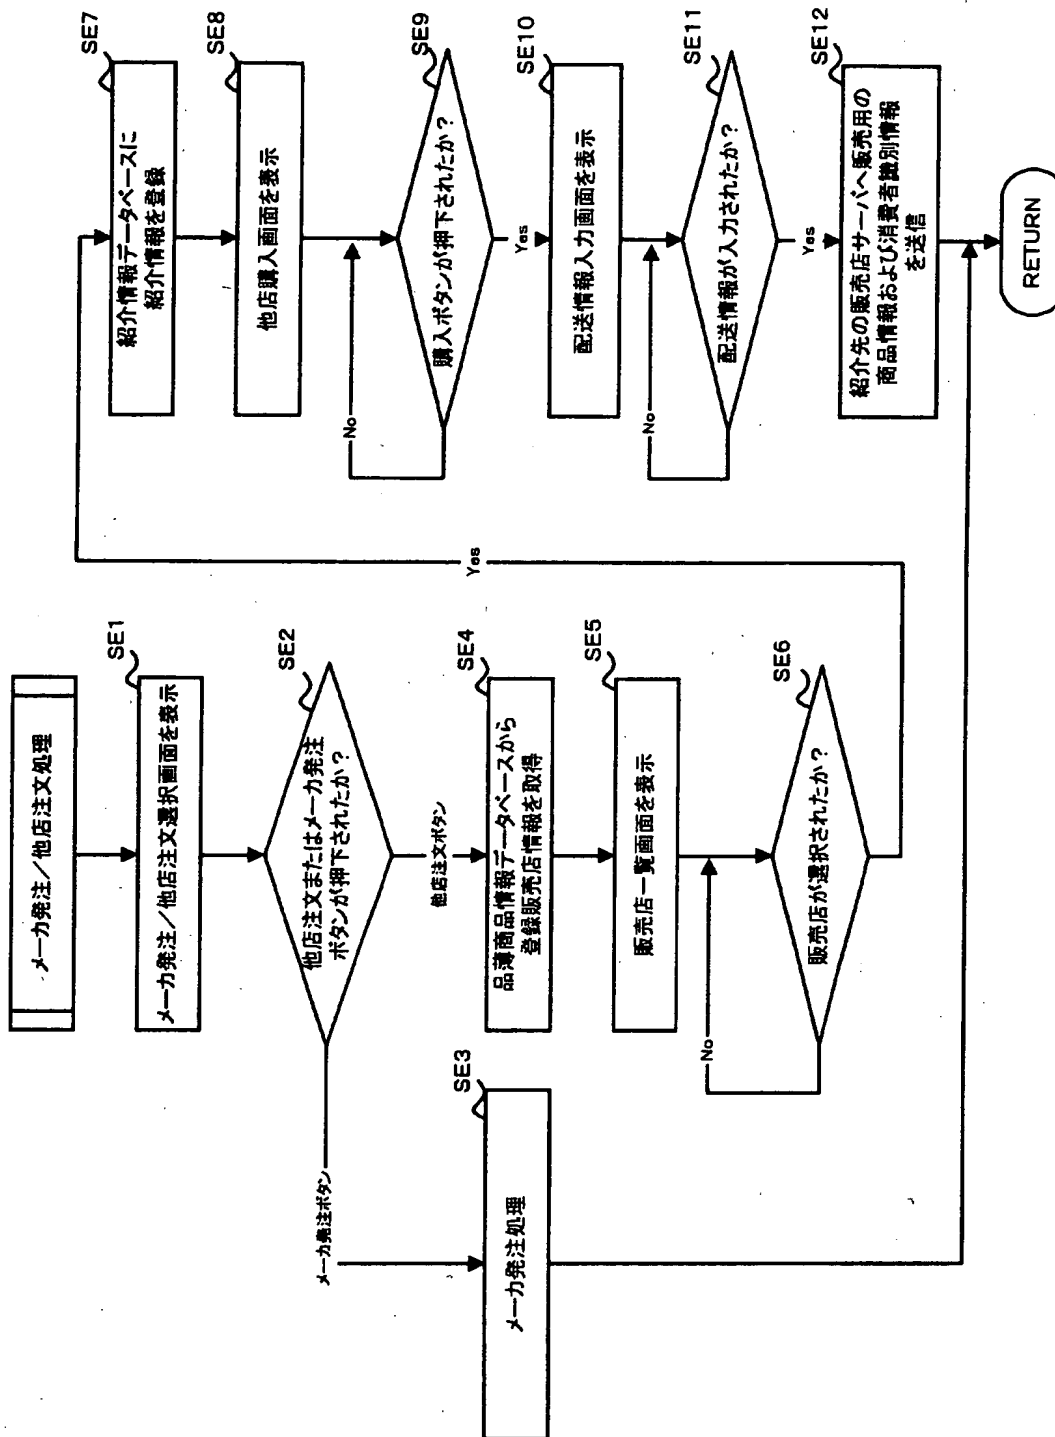 メーカ発注／他店注文処理
SE1
メーカ発注／他店注文選択画面を表示
SE2
他店注文またはメーカ発注
ボタンが押下されたか？
メーカ発注ボタン
他店注文ボタン
SE3
メーカ発注処理
SE4
品薄商品情報データベースから
登録販売店情報を取得
SE5
販売店一覧画面を表示
SE6
販売店が選択されたか？
No
Yes
SE7
紹介情報データベースに
紹介情報を登録
SE8
他店購入画面を表示
SE9
購入ボタンが押下されたか？
No
Yes
SE10
配送情報入力画面を表示
SE11
配送情報が入力されたか？
No
Yes
SE12
紹介先の販売店サーバへ販売用の
商品情報および消費者識別情報
を送信
RETURN